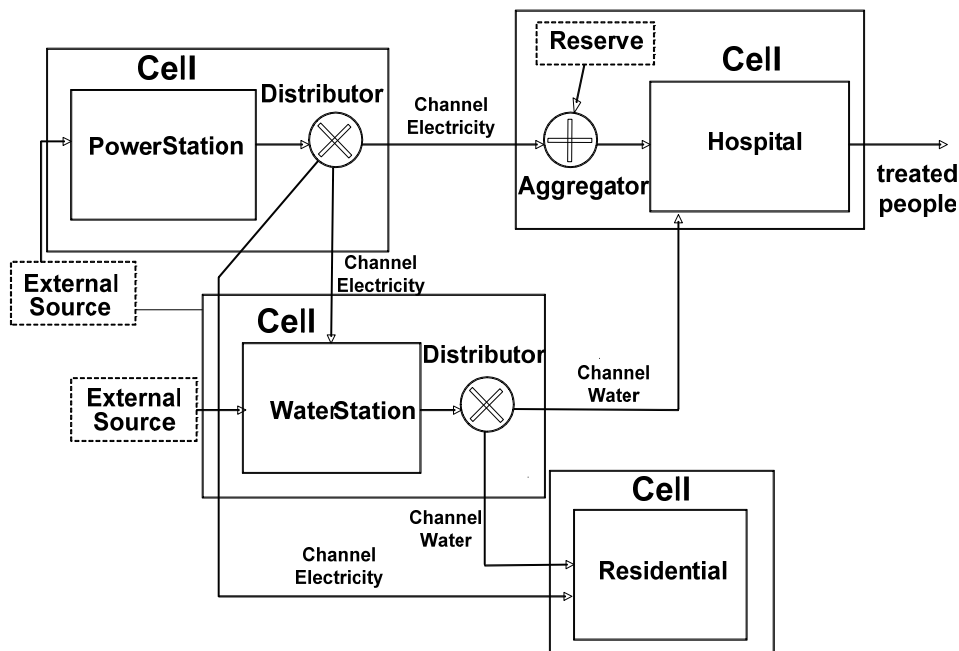 Cell
PowerStation
Distributor
Channel
Electricity
Reserve
Cell
Hospital
Aggregator
treated
people
External
Source
Channel
Electricity
Cell
WaterStation
Distributor
External
Source
Channel
Water
Channel
Water
Channel
Electricity
Cell
Residential